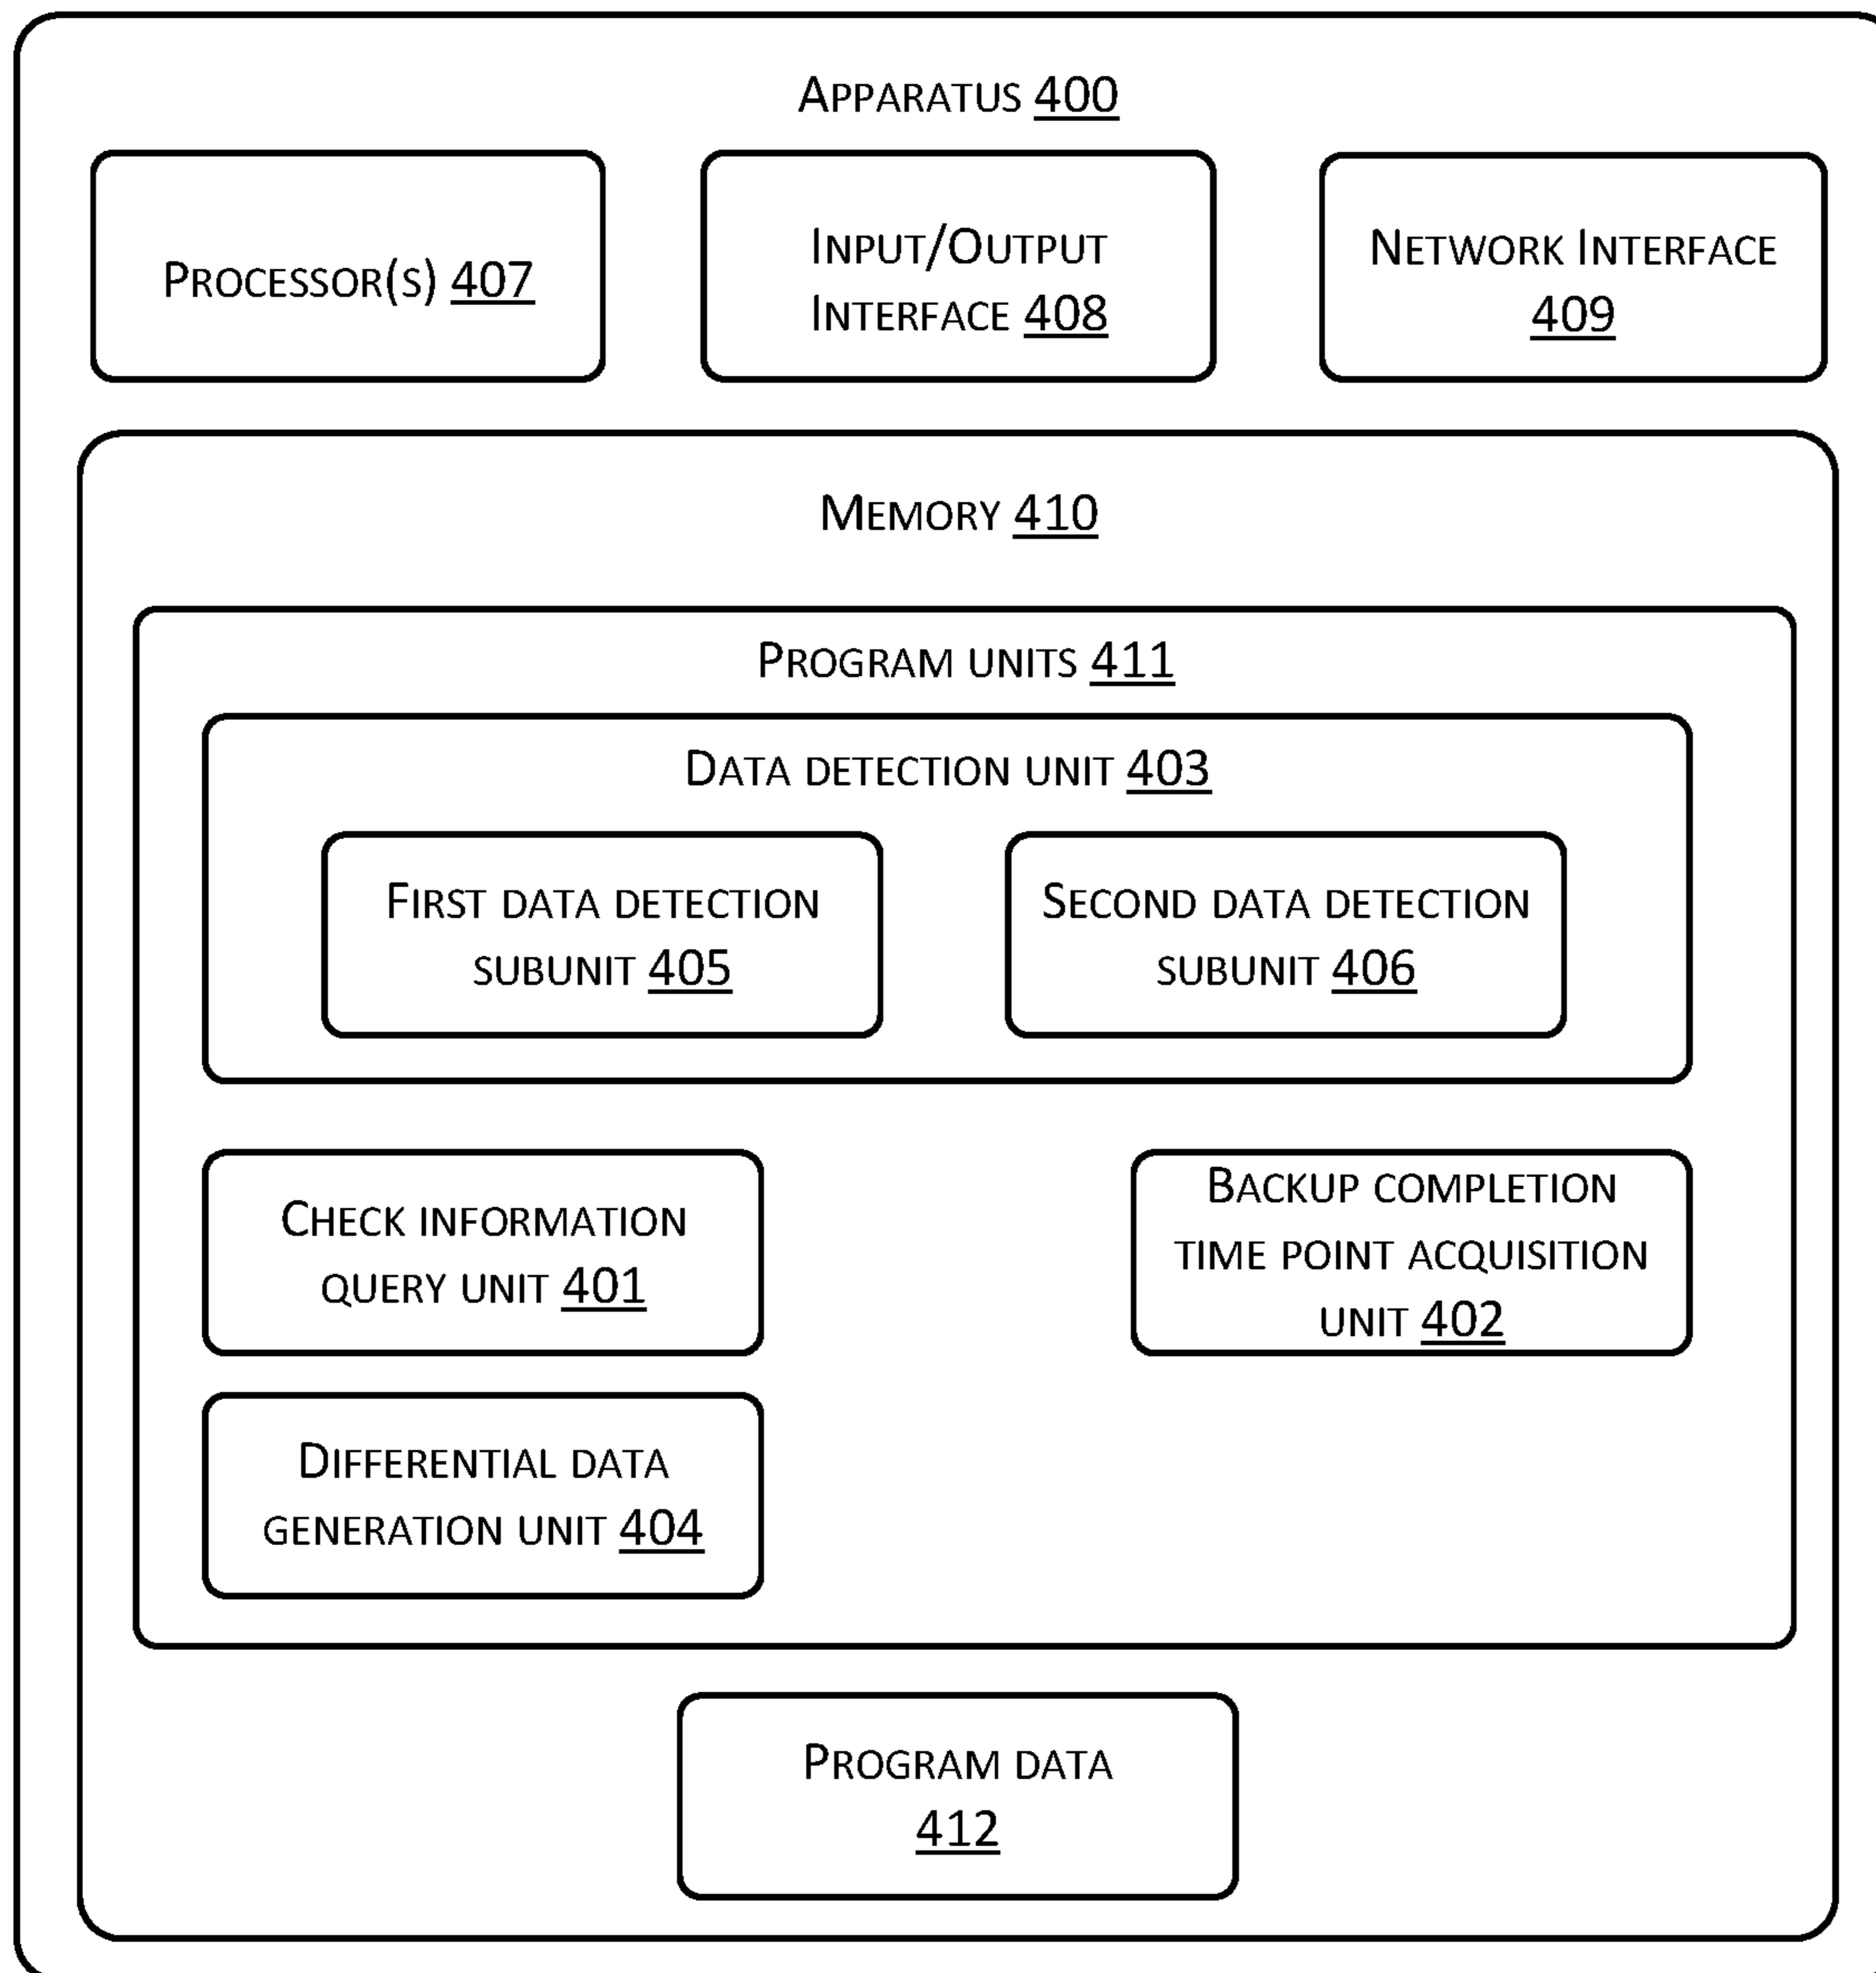 APPARATUS 400
PROCESSOR(S) 407
INPUT/OUTPUT
INTERFACE 408
NETWORK INTERFACE
409
MEMORY 410
PROGRAM UNITS 411
DATA DETECTION UNIT 403
FIRST DATA DETECTION
SUBUNIT 405
SECOND DATA DETECTION
SUBUNIT 406
CHECK INFORMATION
QUERY UNIT 401
BACKUP COMPLETION
TIME POINT ACQUISITION
UNIT 402
DIFFERENTIAL DATA
GENERATION UNIT 404
PROGRAM DATA
412